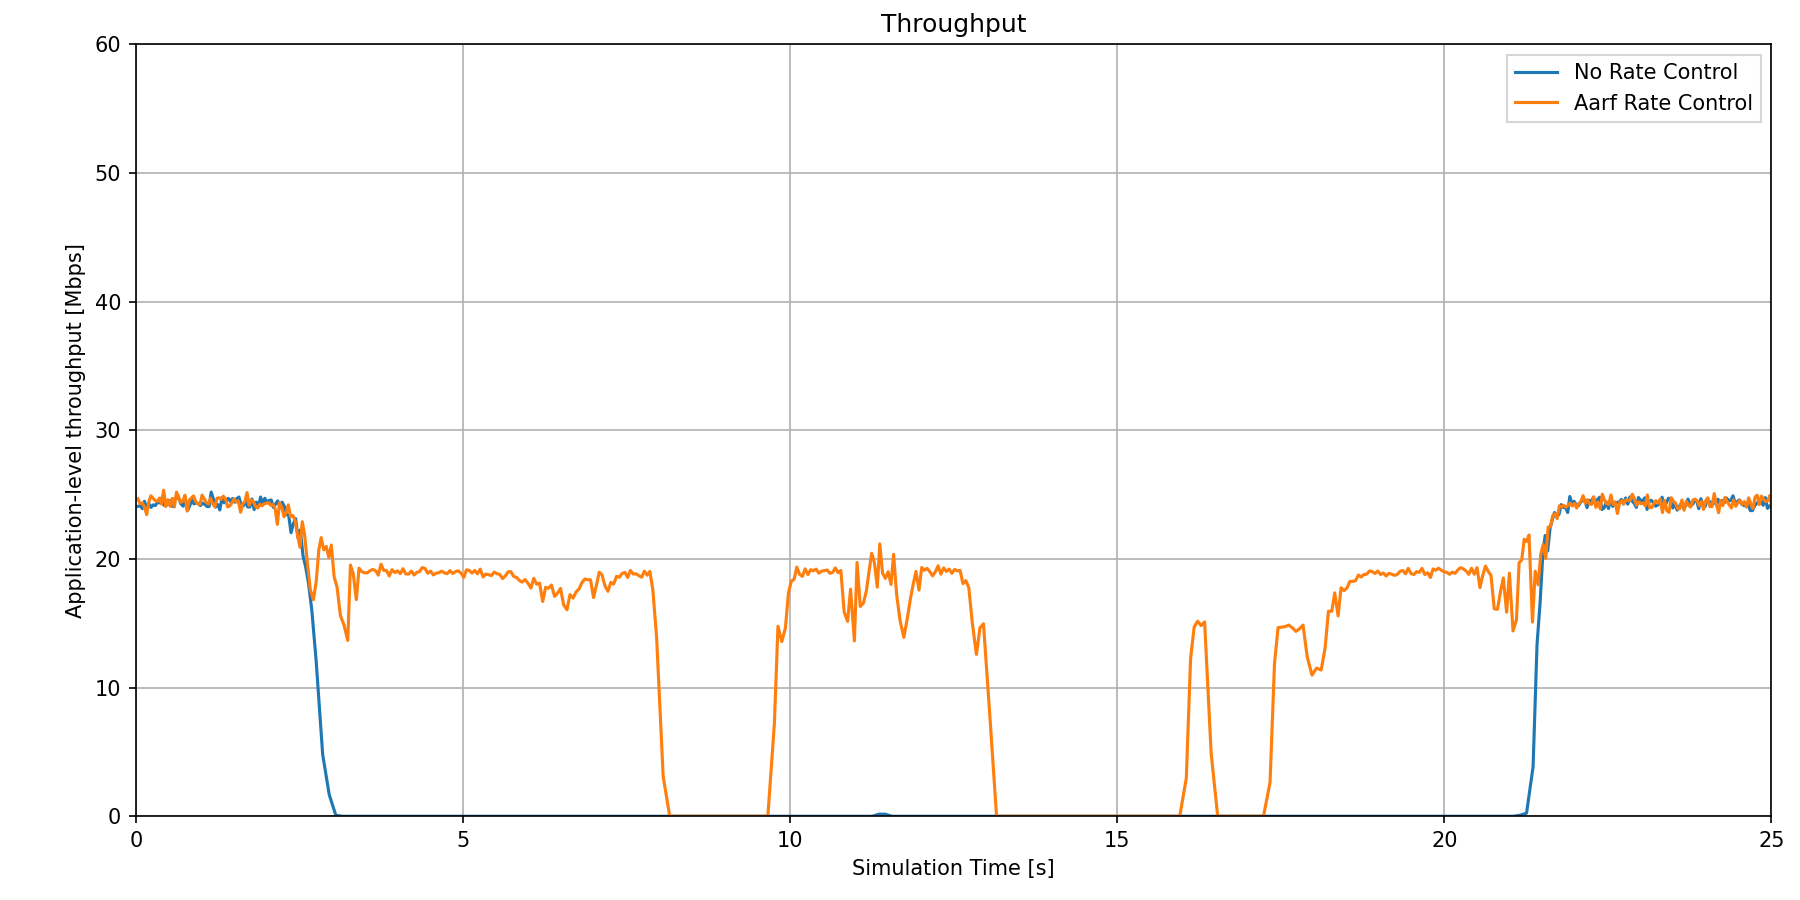 Throughput
60
50
40
30
20
10
0
Application-level throughput [Mbps]
No Rate Control
Aarf Rate Control
0 5 10 15 20 25
Simulation Time [s]